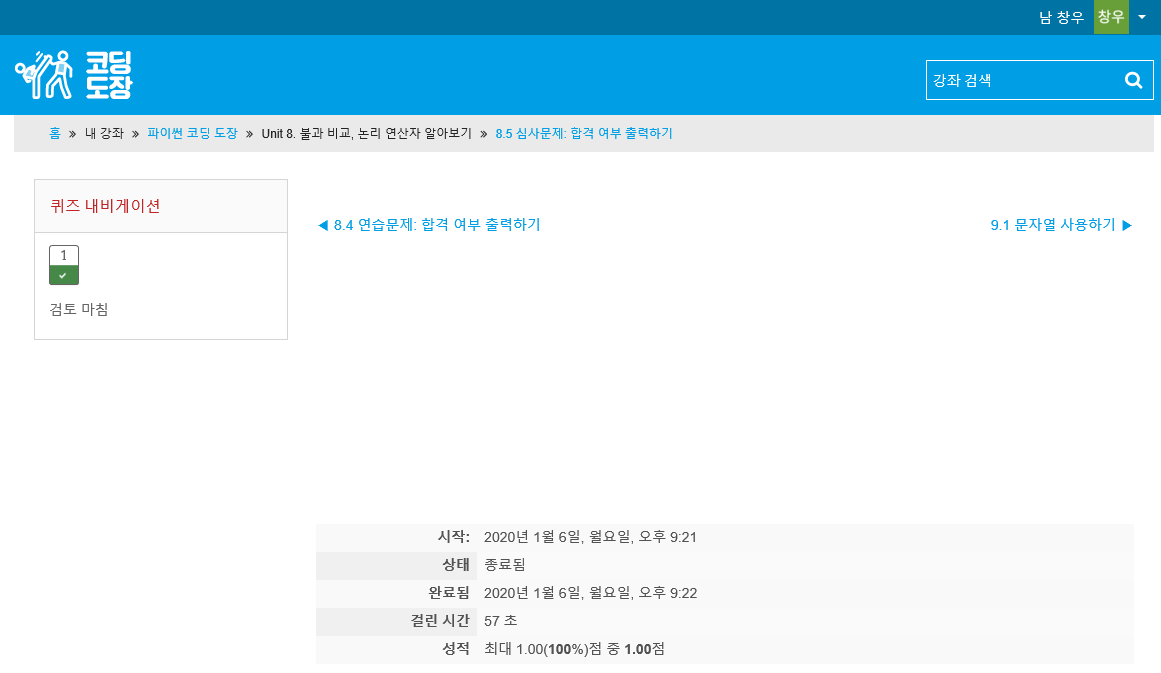 남 창우 창우
코딩
도장
강좌 검색
홈 » 내 강좌 » 파이썬 코딩 도장 » Unit 8. 불과 비교, 논리 연산자 알아보기 » 8.5 심사문제: 합격 여부 출력하기
퀴즈 내비게이션
1
검토 마침
◀ 8.4 연습문제: 합격 여부 출력하기
9.1 문자열 사용하기 ▶
시작: 2020년 1월 6일, 월요일, 오후 9:21
상태 종료됨
완료됨 2020년 1월 6일, 월요일, 오후 9:22
걸린 시간 57 초
성적 최대 1.00(100%)점 중 1.00점